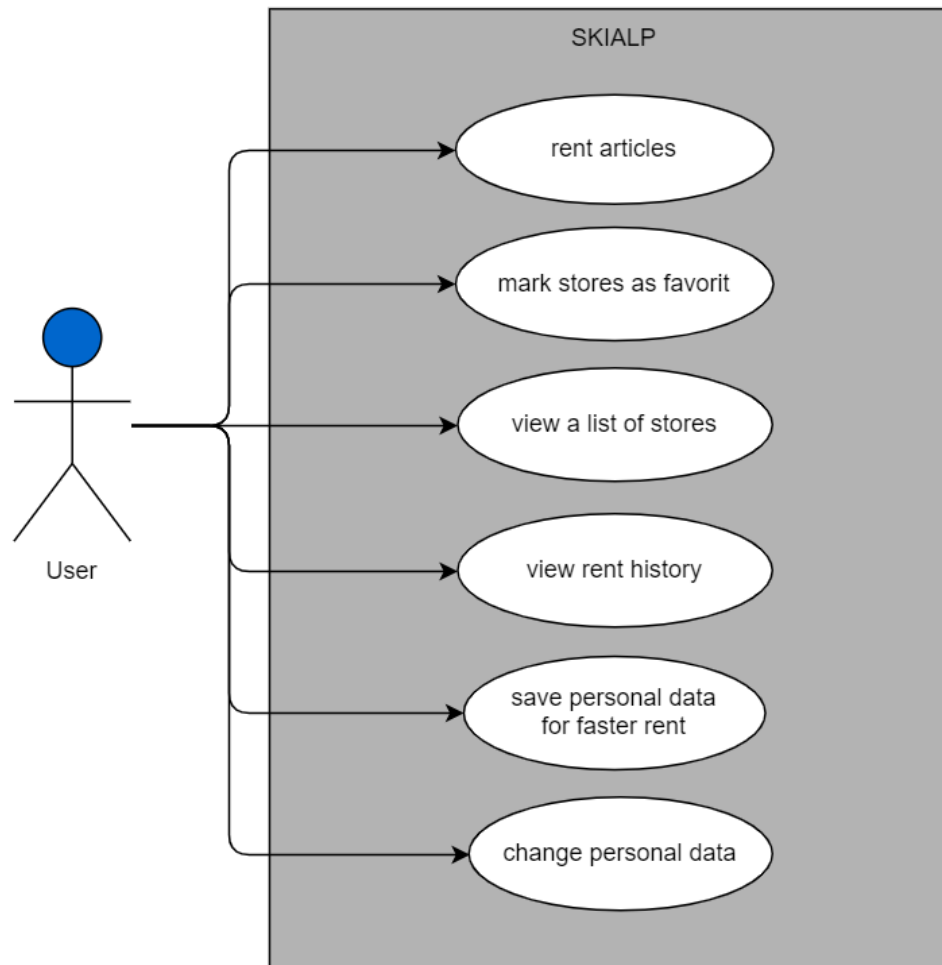 SKIALP
rent articles
mark stores as favorit
view a list of stores
User
view rent history
save personal data
for faster rent
change personal data